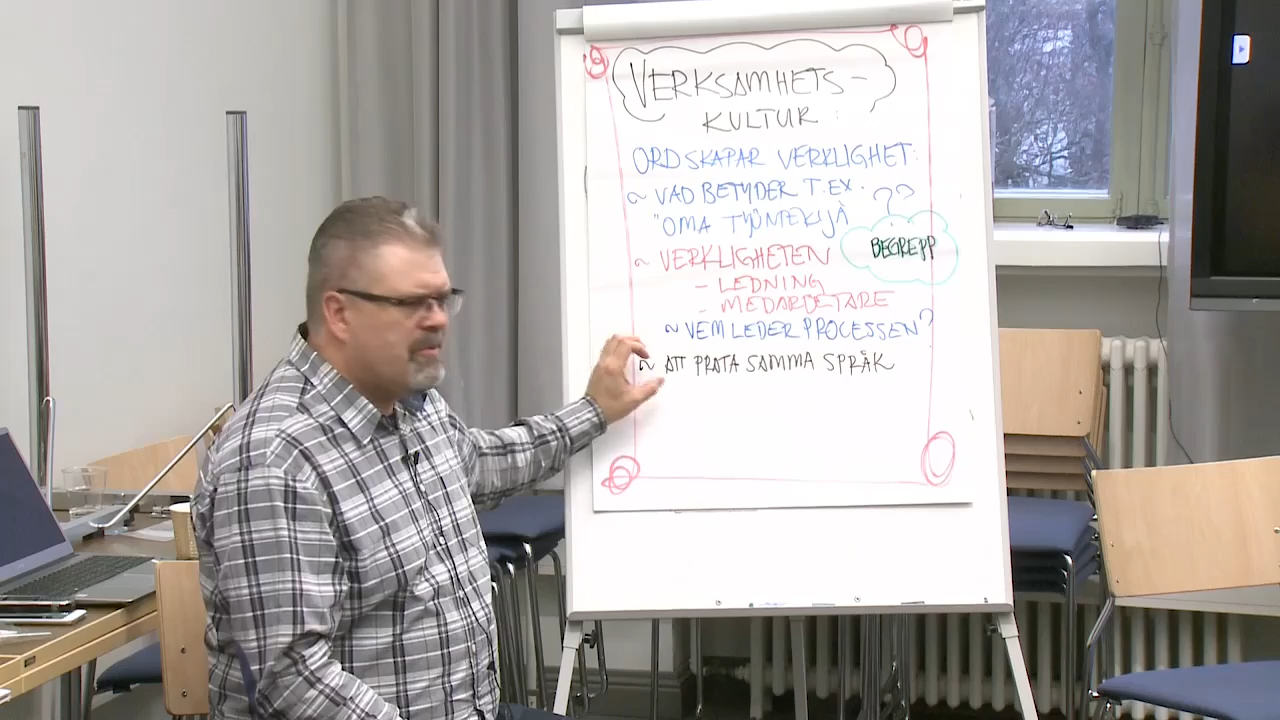 VERKSAMHETS-
KULTUR:
ORD SKAPAR VERKLIGHET:
~ VAD BETYDER T.EX. ??
"OMA TYÖNTEKIJÄ
BEGREPP
~ VERKLIGHETEN
- LEDNING
- MEDARBETARE
~ VEM LEDER PROCESSEN?
~ ATT PRATA SAMMA SPRÅK